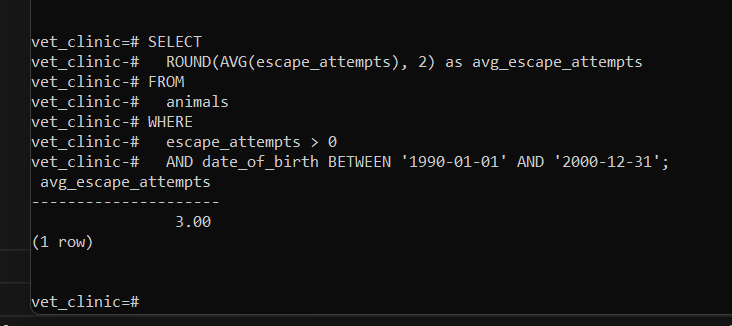 vet_clinic=# SELECT
vet_clinic-#   ROUND(AVG(escape_attempts), 2) as avg_escape_attempts
vet_clinic-# FROM
vet_clinic-#   animals
vet_clinic-# WHERE
vet_clinic-#   escape_attempts > 0
vet_clinic-#   AND date_of_birth BETWEEN '1990-01-01' AND '2000-12-31';
 avg_escape_attempts
---------------------
                3.00
(1 row)
vet_clinic=#